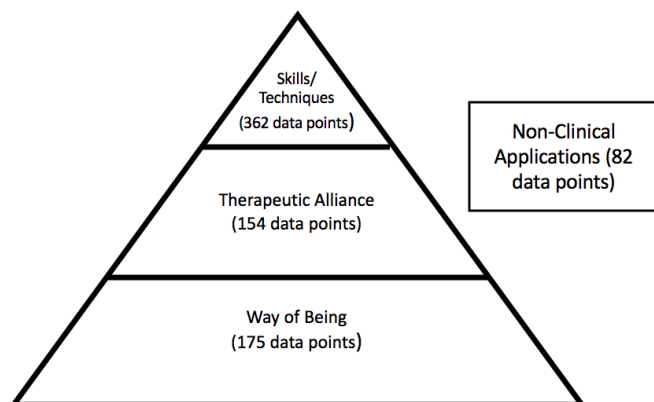 Skills/
Techniques
(362 data points)
Non-Clinical
Applications (82
data points)
Therapeutic Alliance
(154 data points)
Way of Being
(175 data points)